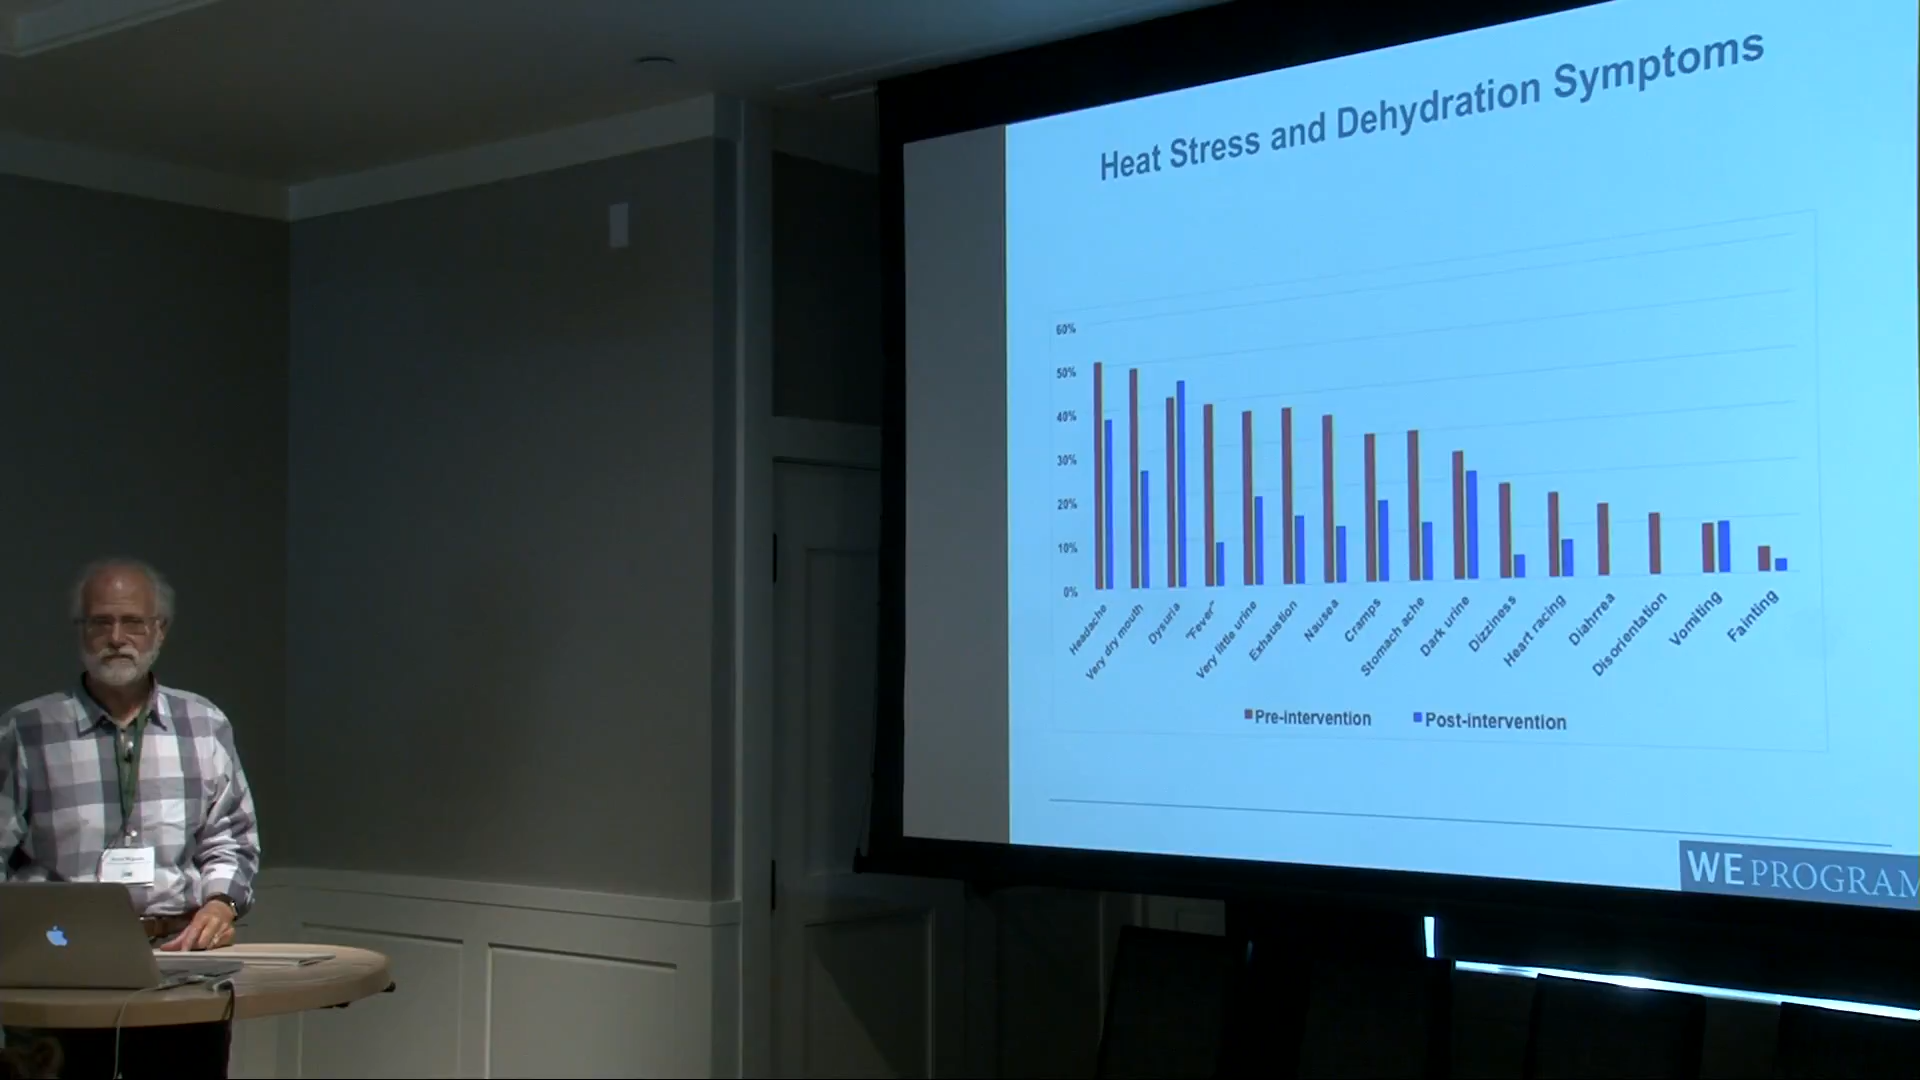 Heat Stress and Dehydration Symptoms
60%
50%
40%
30%
20%
10%
0%
Headache
Very dry mouth
Dysuria
"Fever"
Very little urine
Exhaustion
Nausea
Cramps
Stomach ache
Dark urine
Dizziness
Heart racing
Diahrrea
Disorientation
Vomiting
Fainting
Pre-intervention
Post-intervention
WE PROGRAM